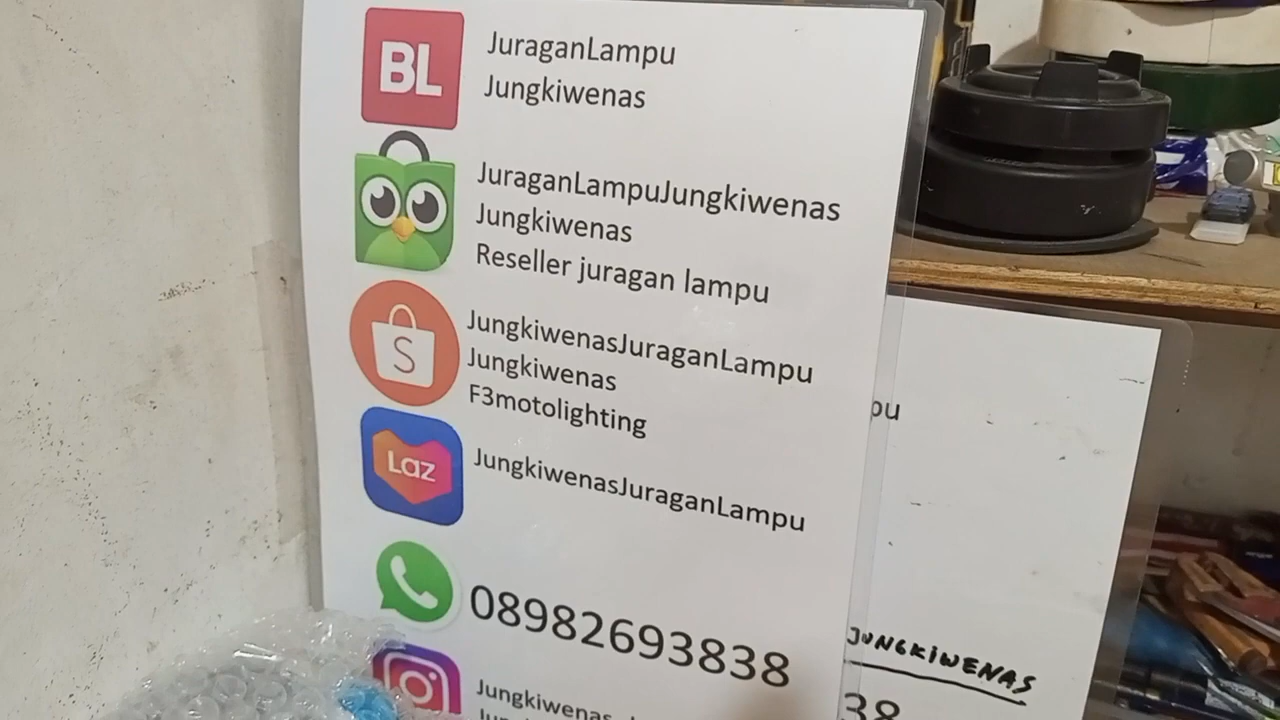 BL
JuraganLampu
Jungkiwenas
JuraganLampuJungkiwenas
Jungkiwenas
Reseller juragan lampu
S
JungkiwenasJuraganLampu
Jungkiwenas
F3motolighting
Laz
JungkiwenasJuraganLampu
08982693838
Jungkiwenas
pu
JUNGKIWENAS
38